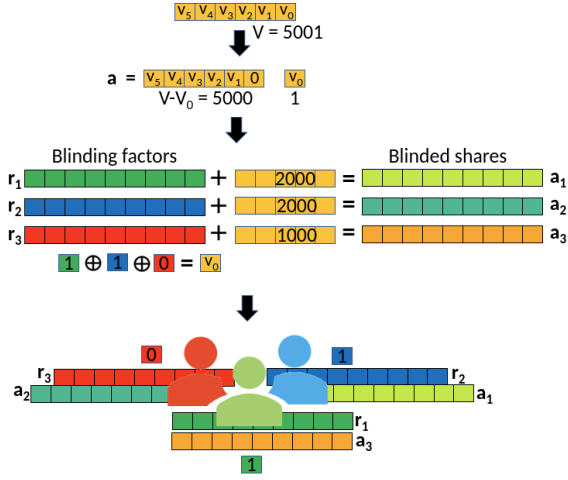 v₅ v₄ v₃ v₂ v₁ v₀
V = 5001
a = v₅ v₄ v₃ v₂ v₁ 0 v₀
V-V₀ = 5000 1
Blinding factors Blinded shares
r₁ + 2000 = a₁
r₂ + 2000 = a₂
r₃ + 1000 = a₃
1 ⊕ 1 ⊕ 0 = v₀
0 1
r₃ r₂
a₂ a₁
r₁
a₃
1